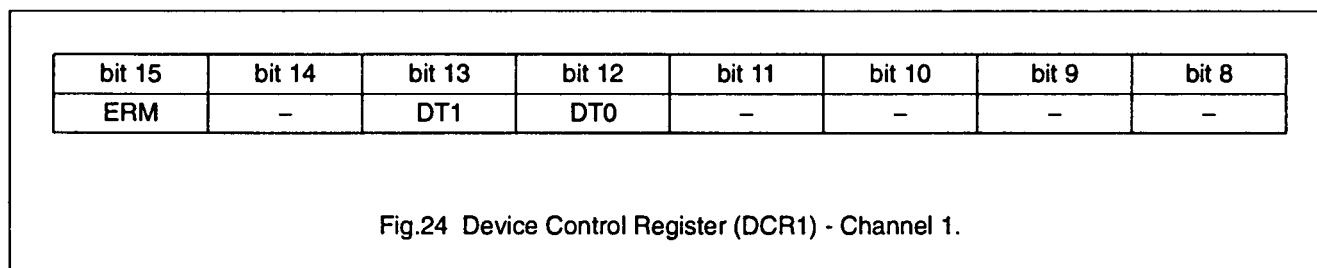 bit 15 bit 14 bit 13 bit 12 bit 11 bit 10 bit 9 bit 8
ERM – DT1 DT0 – – – –
Fig.24 Device Control Register (DCR1) - Channel 1.